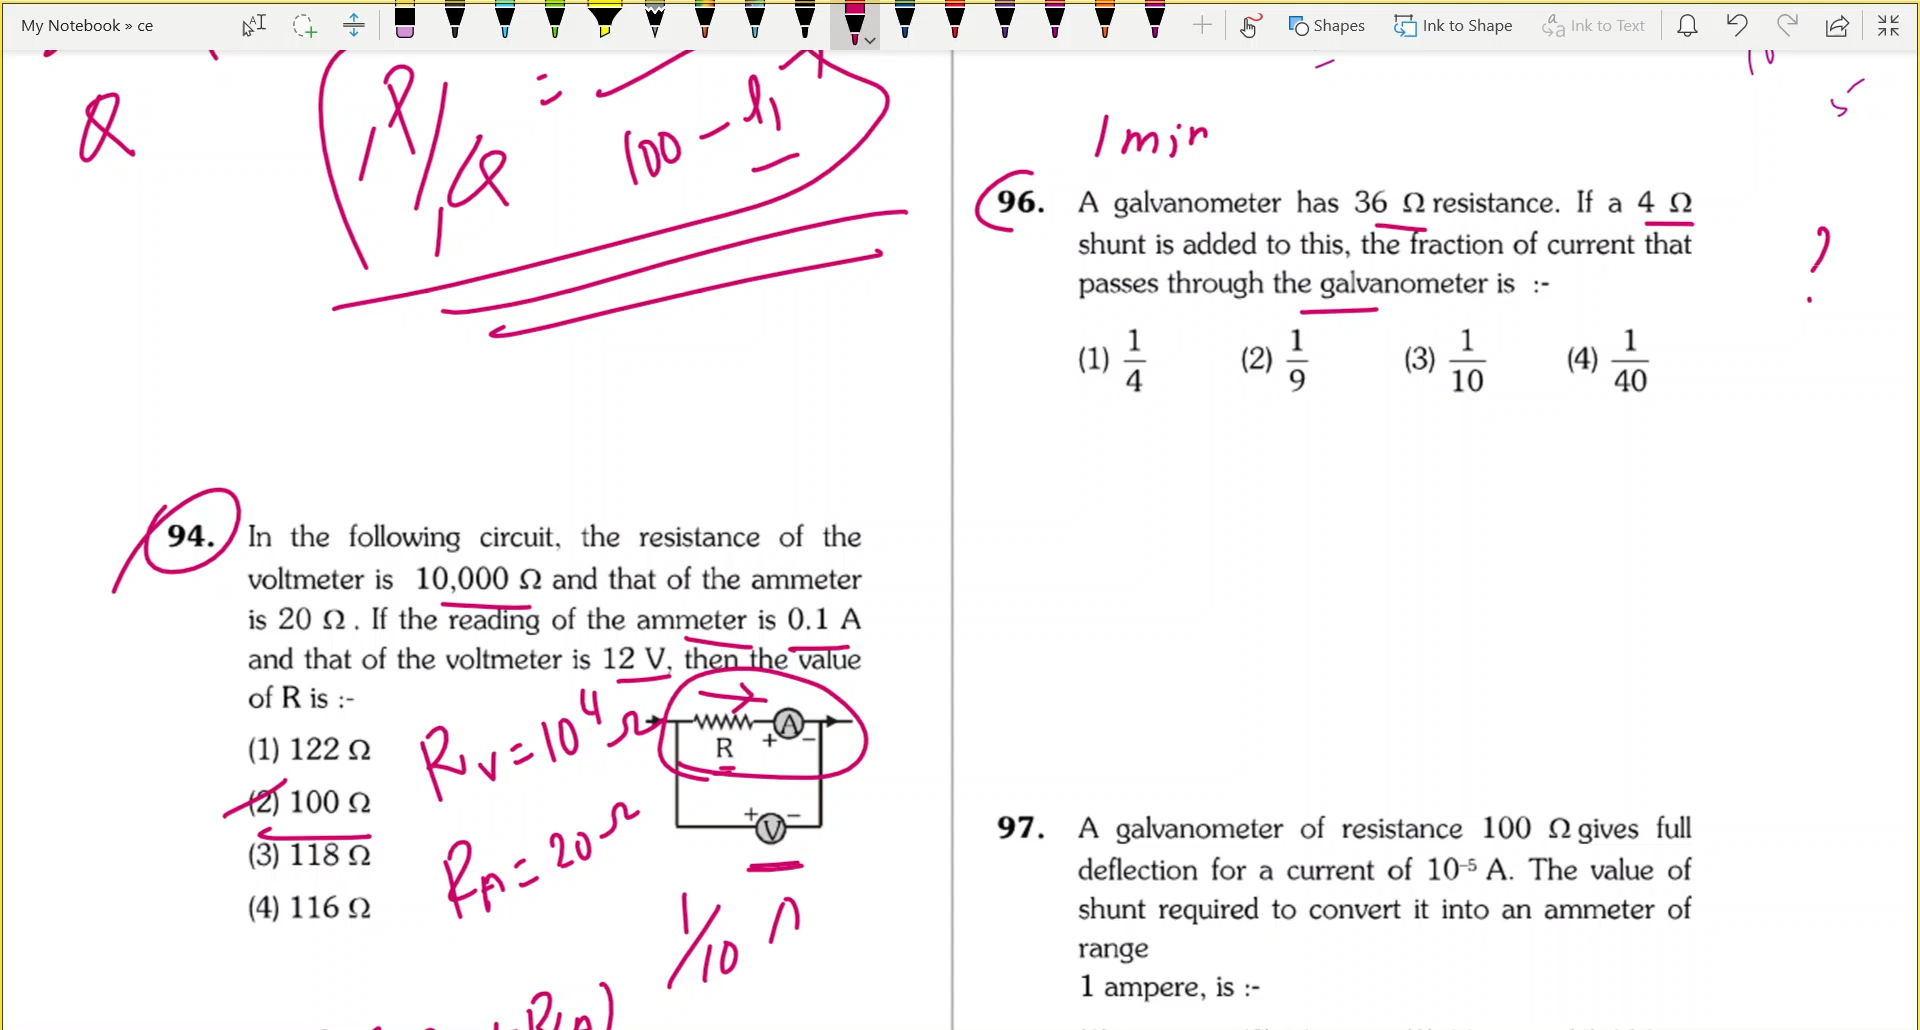 My Notebook » ce
Shapes
Ink to Shape
Ink to Text
Q
P/Q =
100 - l₁
94. In the following circuit, the resistance of the
voltmeter is 10,000 Ω and that of the ammeter
is 20 Ω . If the reading of the ammeter is 0.1 A
and that of the voltmeter is 12 V, then the value
of R is :-
(1) 122 Ω
(2) 100 Ω
(3) 118 Ω
(4) 116 Ω
R_V = 10⁴ Ω
R_A = 20 Ω
A
R + −
+ −
V
1/10
R_A)
10
5
1 min
96. A galvanometer has 36 Ω resistance. If a 4 Ω
shunt is added to this, the fraction of current that
passes through the galvanometer is :-
?
(1) 1/4 (2) 1/9 (3) 1/10 (4) 1/40
97. A galvanometer of resistance 100 Ω gives full
deflection for a current of 10⁻⁵ A. The value of
shunt required to convert it into an ammeter of
range
1 ampere, is :-